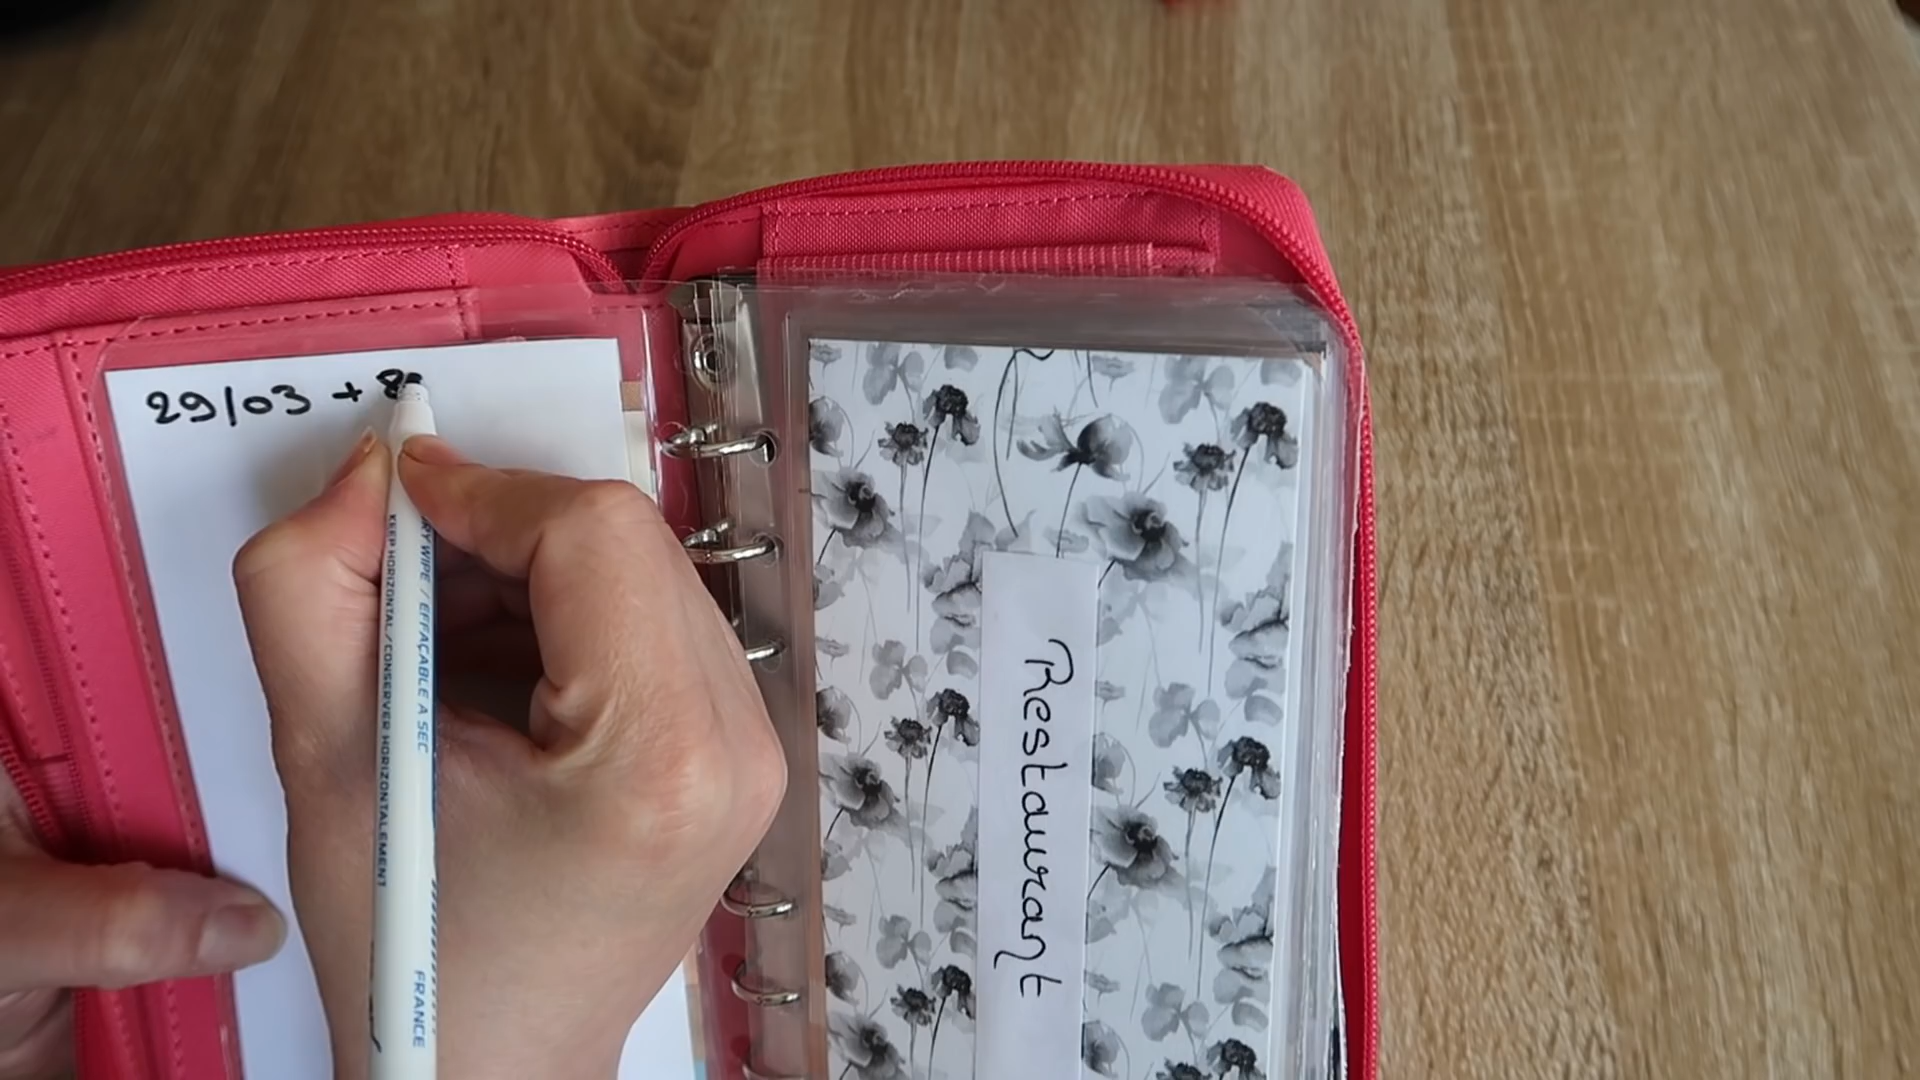 29/03 + 8
DRY WIPE / EFFAÇABLE A SEC
KEEP HORIZONTAL/CONSERVER HORIZONTALEMENT
FRANCE
Restaurant